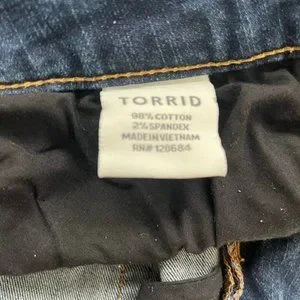 TORRID
98% COTTON
2% SPANDEX
MADE IN VIETNAM
RN# 120684